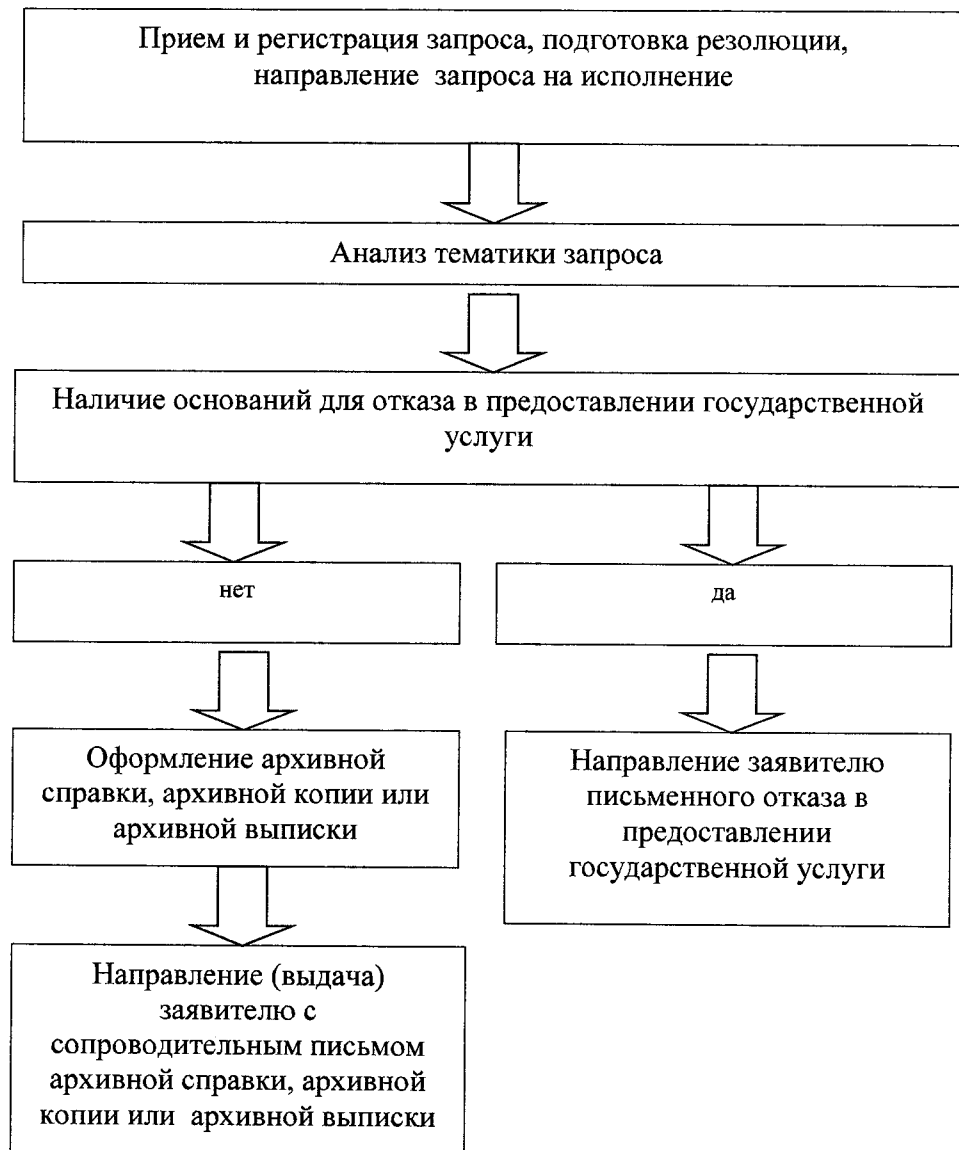 Прием и регистрация запроса, подготовка резолюции,
направление запроса на исполнение
Анализ тематики запроса
Наличие оснований для отказа в предоставлении государственной
услуги
нет
да
Оформление архивной
справки, архивной копии или
архивной выписки
Направление заявителю
письменного отказа в
предоставлении
государственной услуги
Направление (выдача)
заявителю с
сопроводительным письмом
архивной справки, архивной
копии или архивной выписки